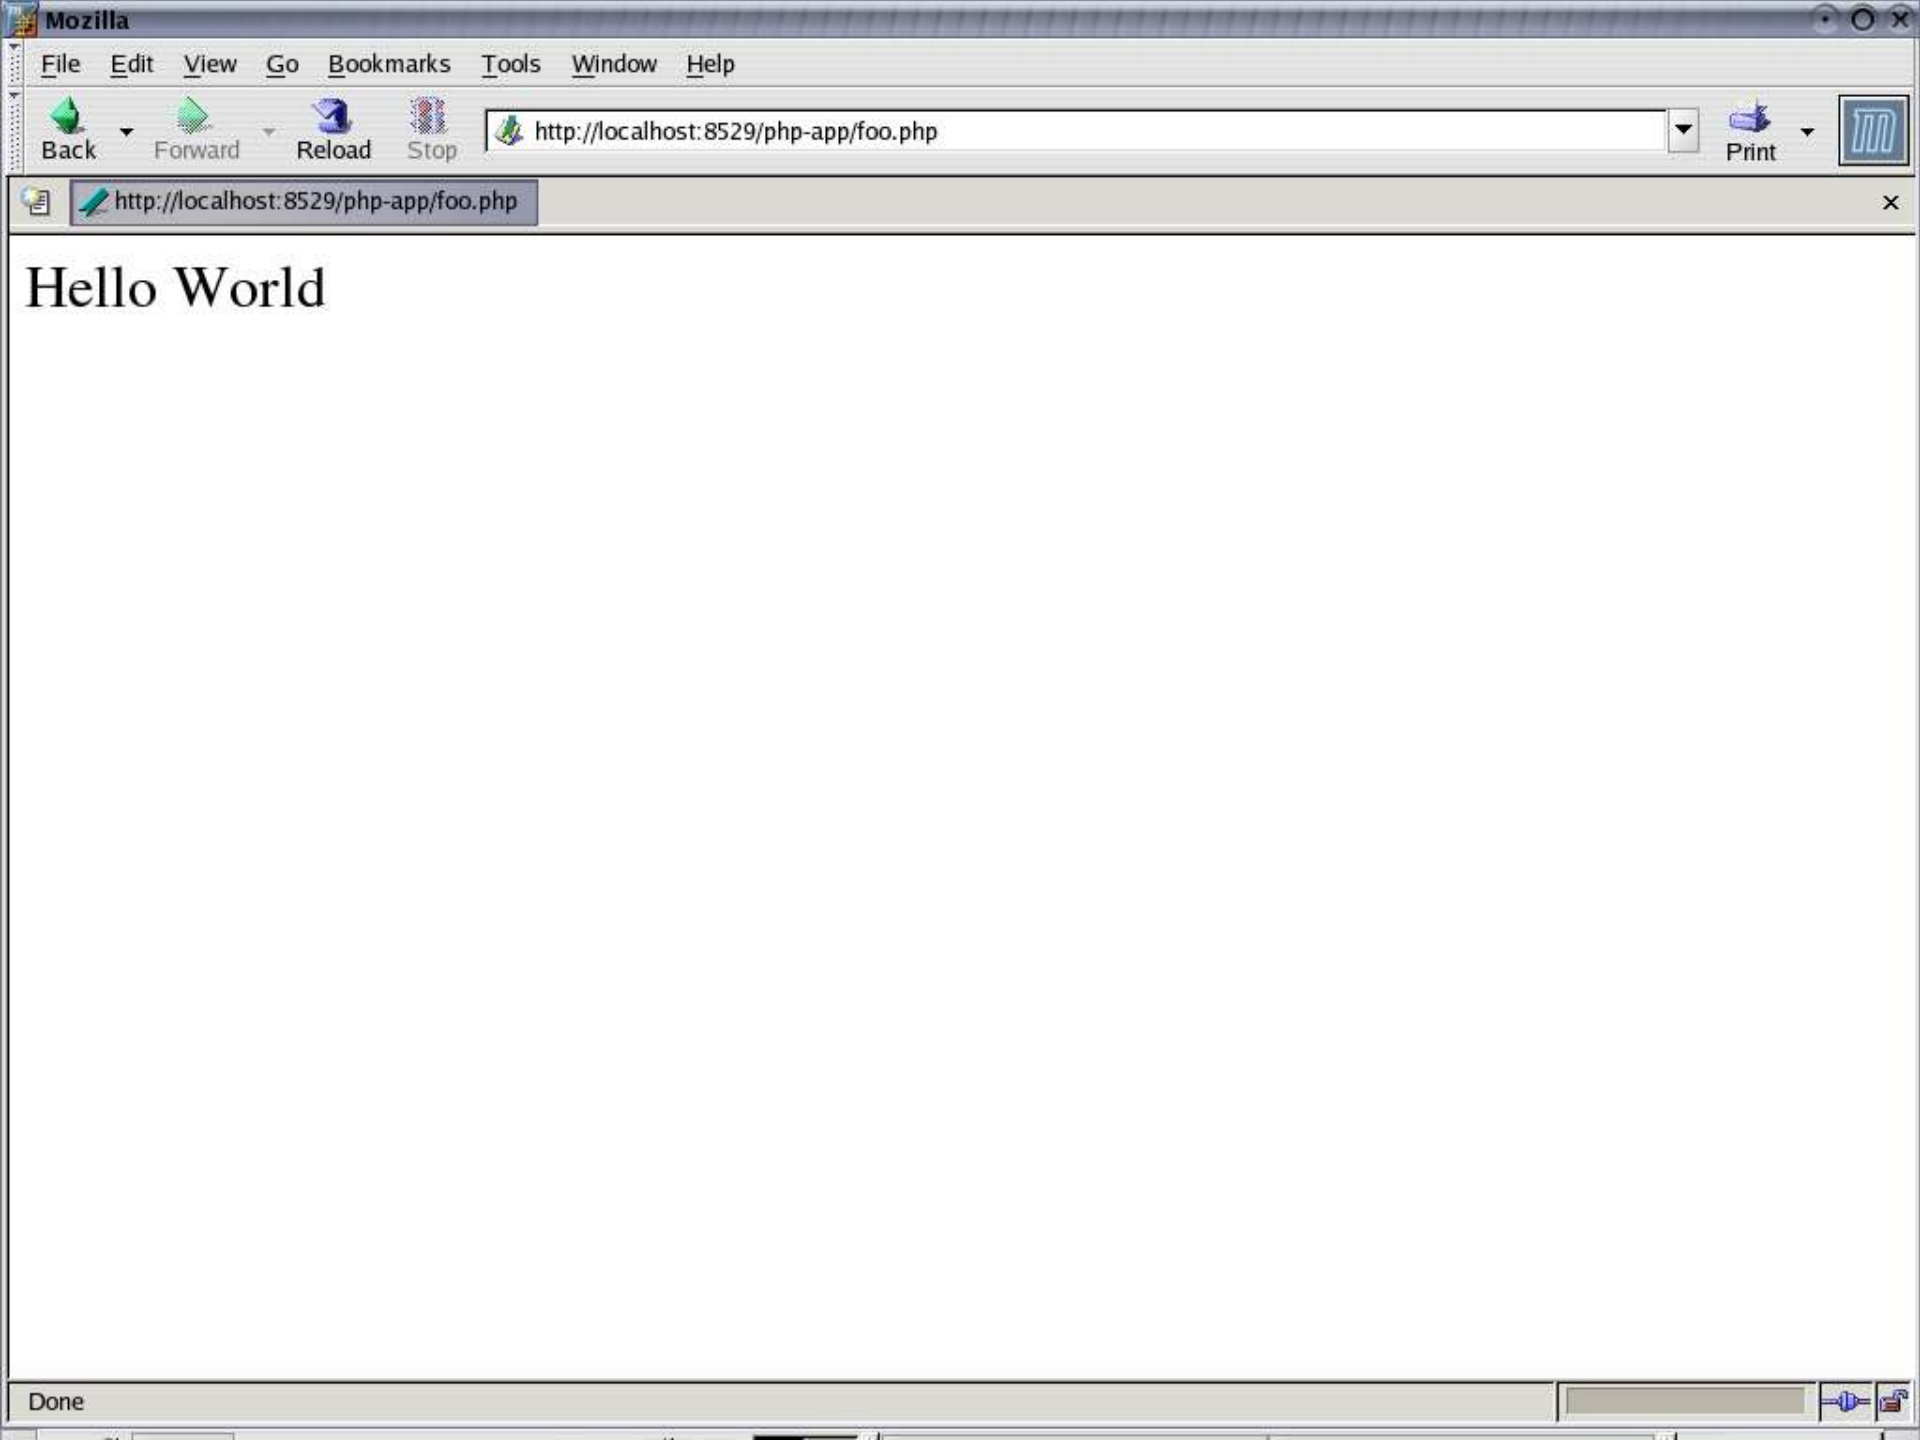 Mozilla
File Edit View Go Bookmarks Tools Window Help
Back Forward Reload Stop http://localhost:8529/php-app/foo.php Print
http://localhost:8529/php-app/foo.php
Hello World
Done